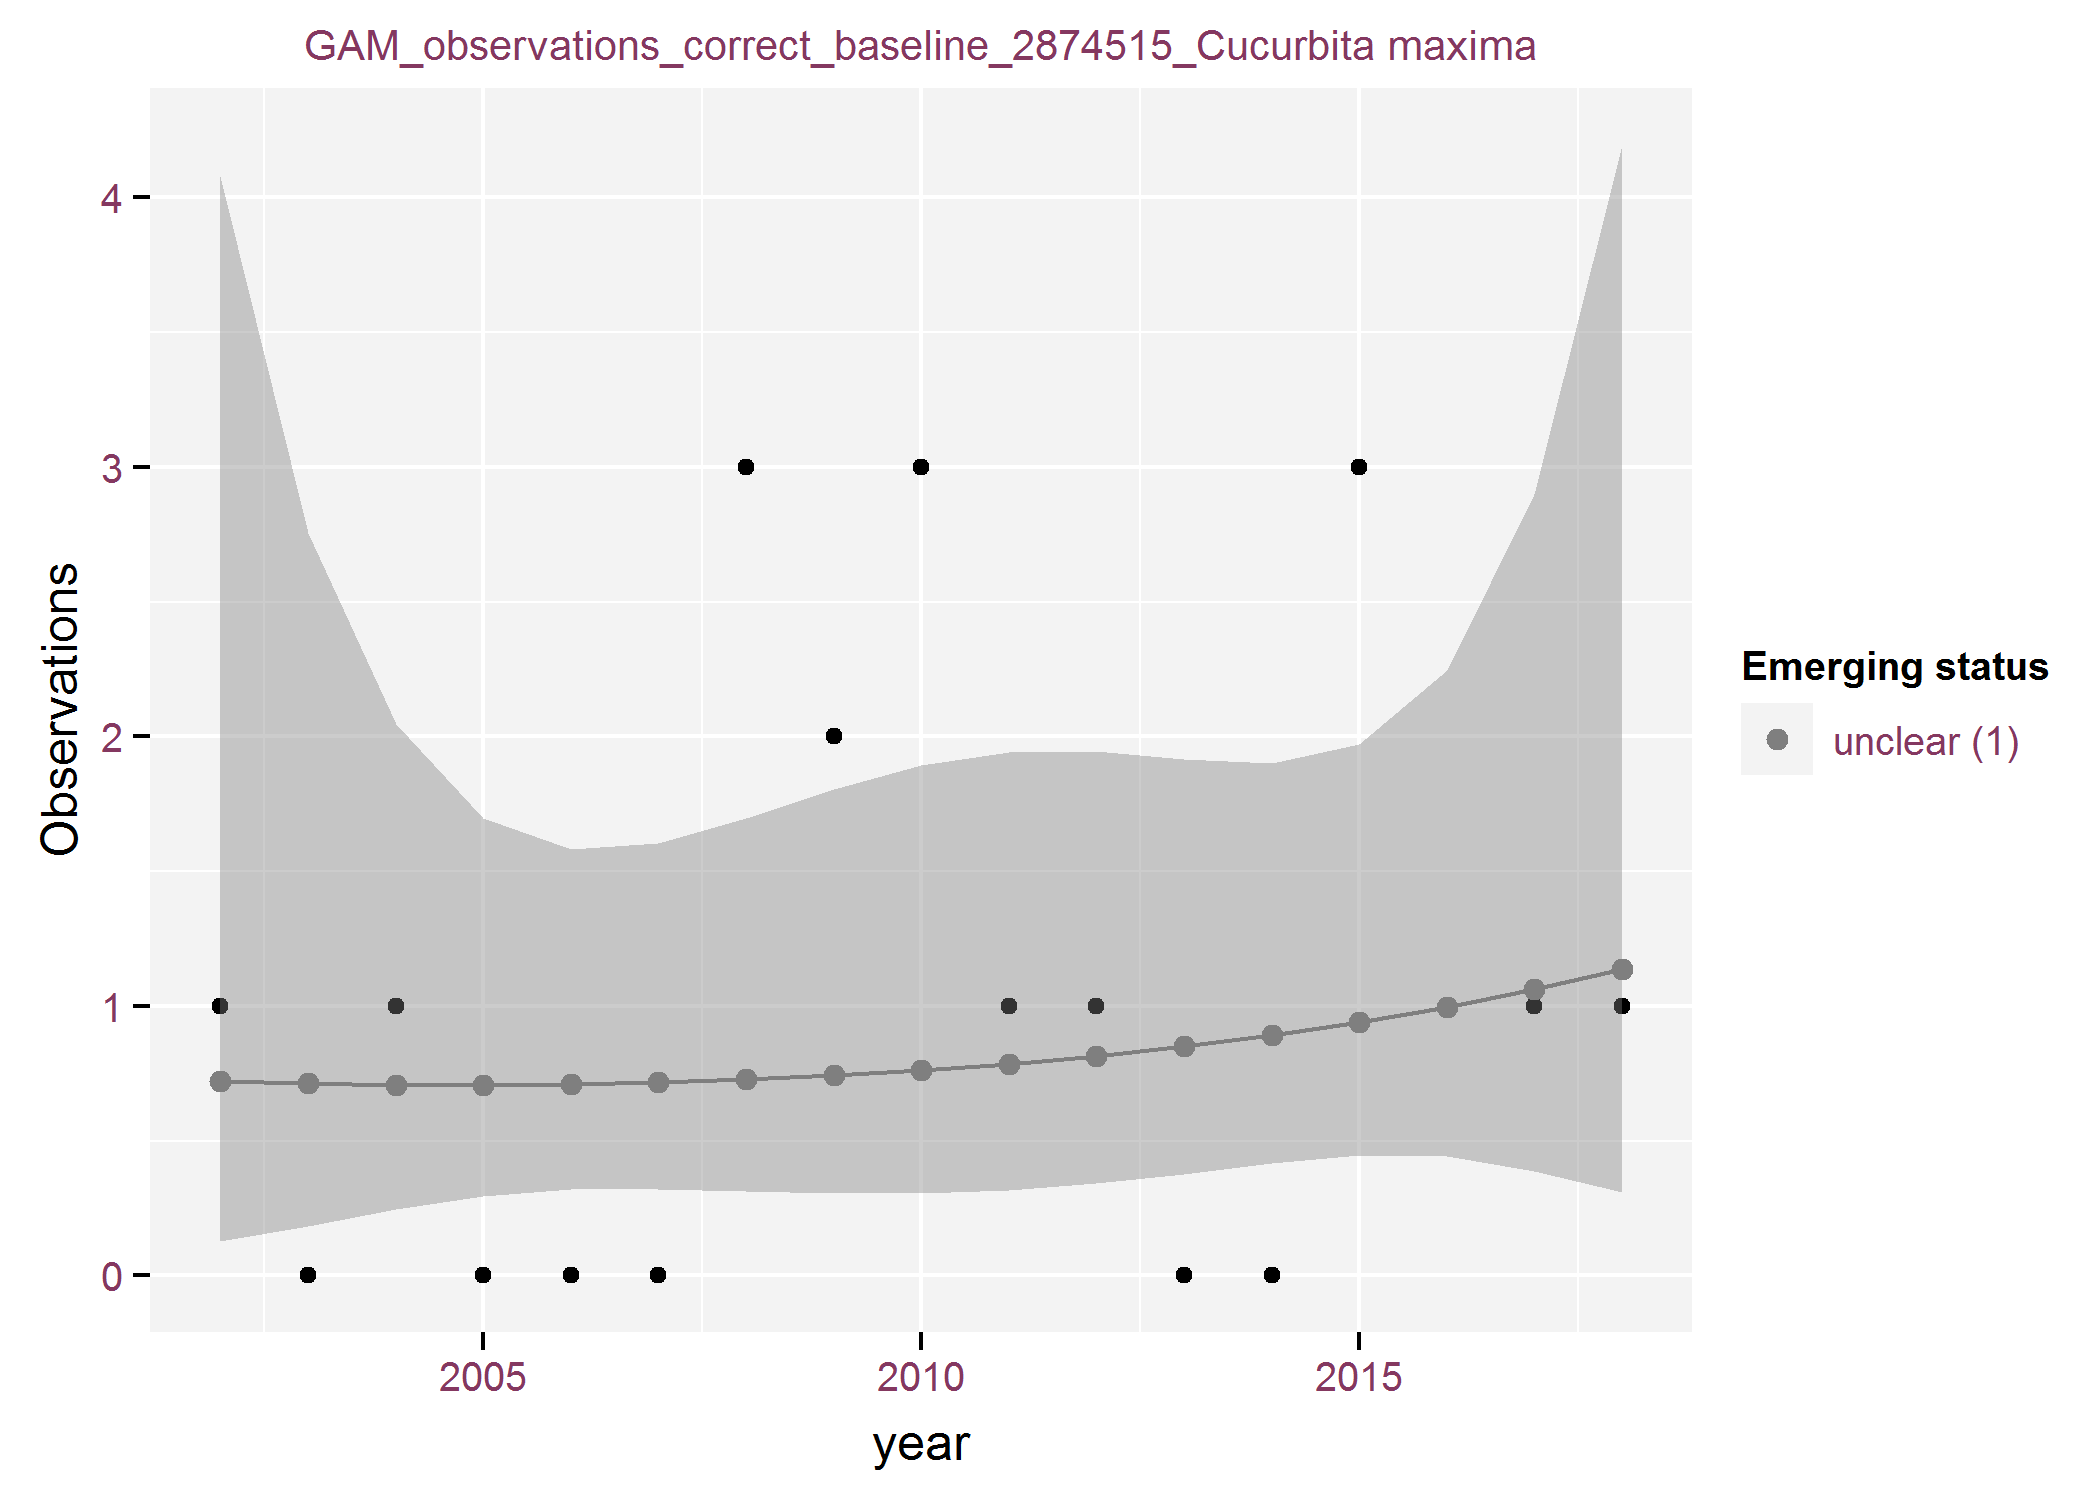 GAM_observations_correct_baseline_2874515_Cucurbita maxima
4
3
2
1
0
Observations
2005
2010
2015
year
Emerging status
unclear (1)